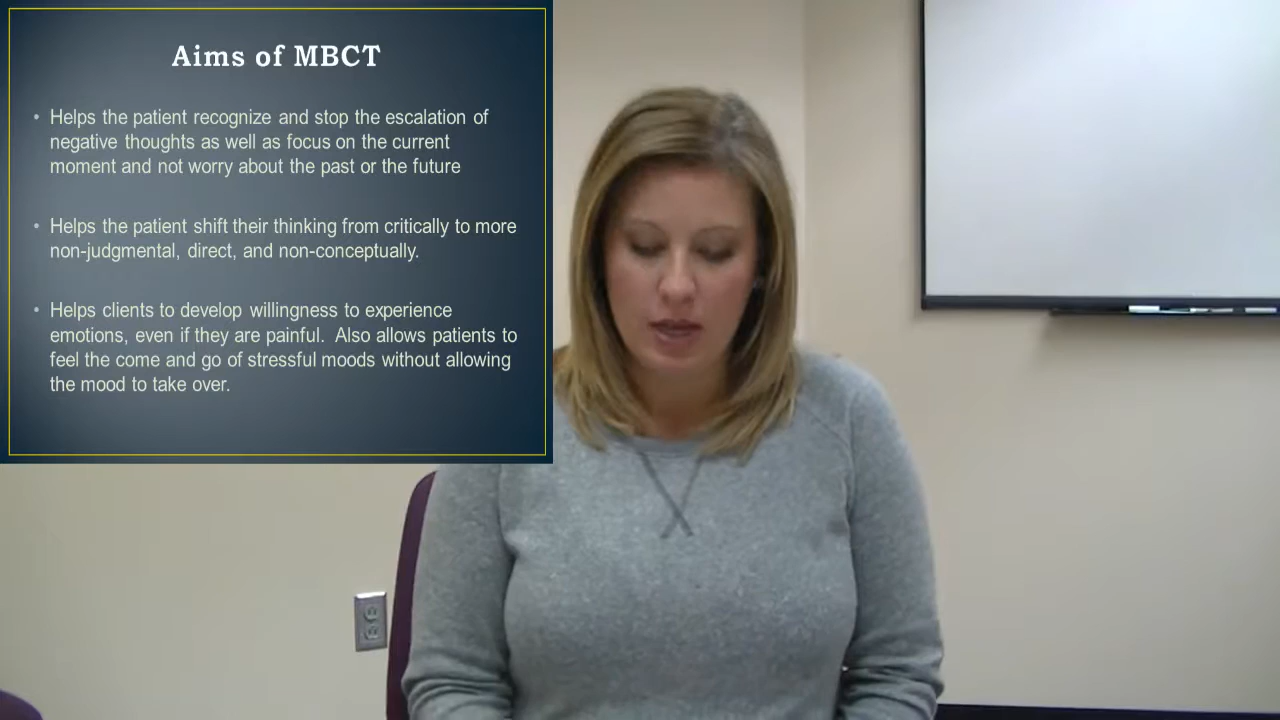 Aims of MBCT
• Helps the patient recognize and stop the escalation of
negative thoughts as well as focus on the current
moment and not worry about the past or the future
• Helps the patient shift their thinking from critically to more
non-judgmental, direct, and non-conceptually.
• Helps clients to develop willingness to experience
emotions, even if they are painful.  Also allows patients to
feel the come and go of stressful moods without allowing
the mood to take over.